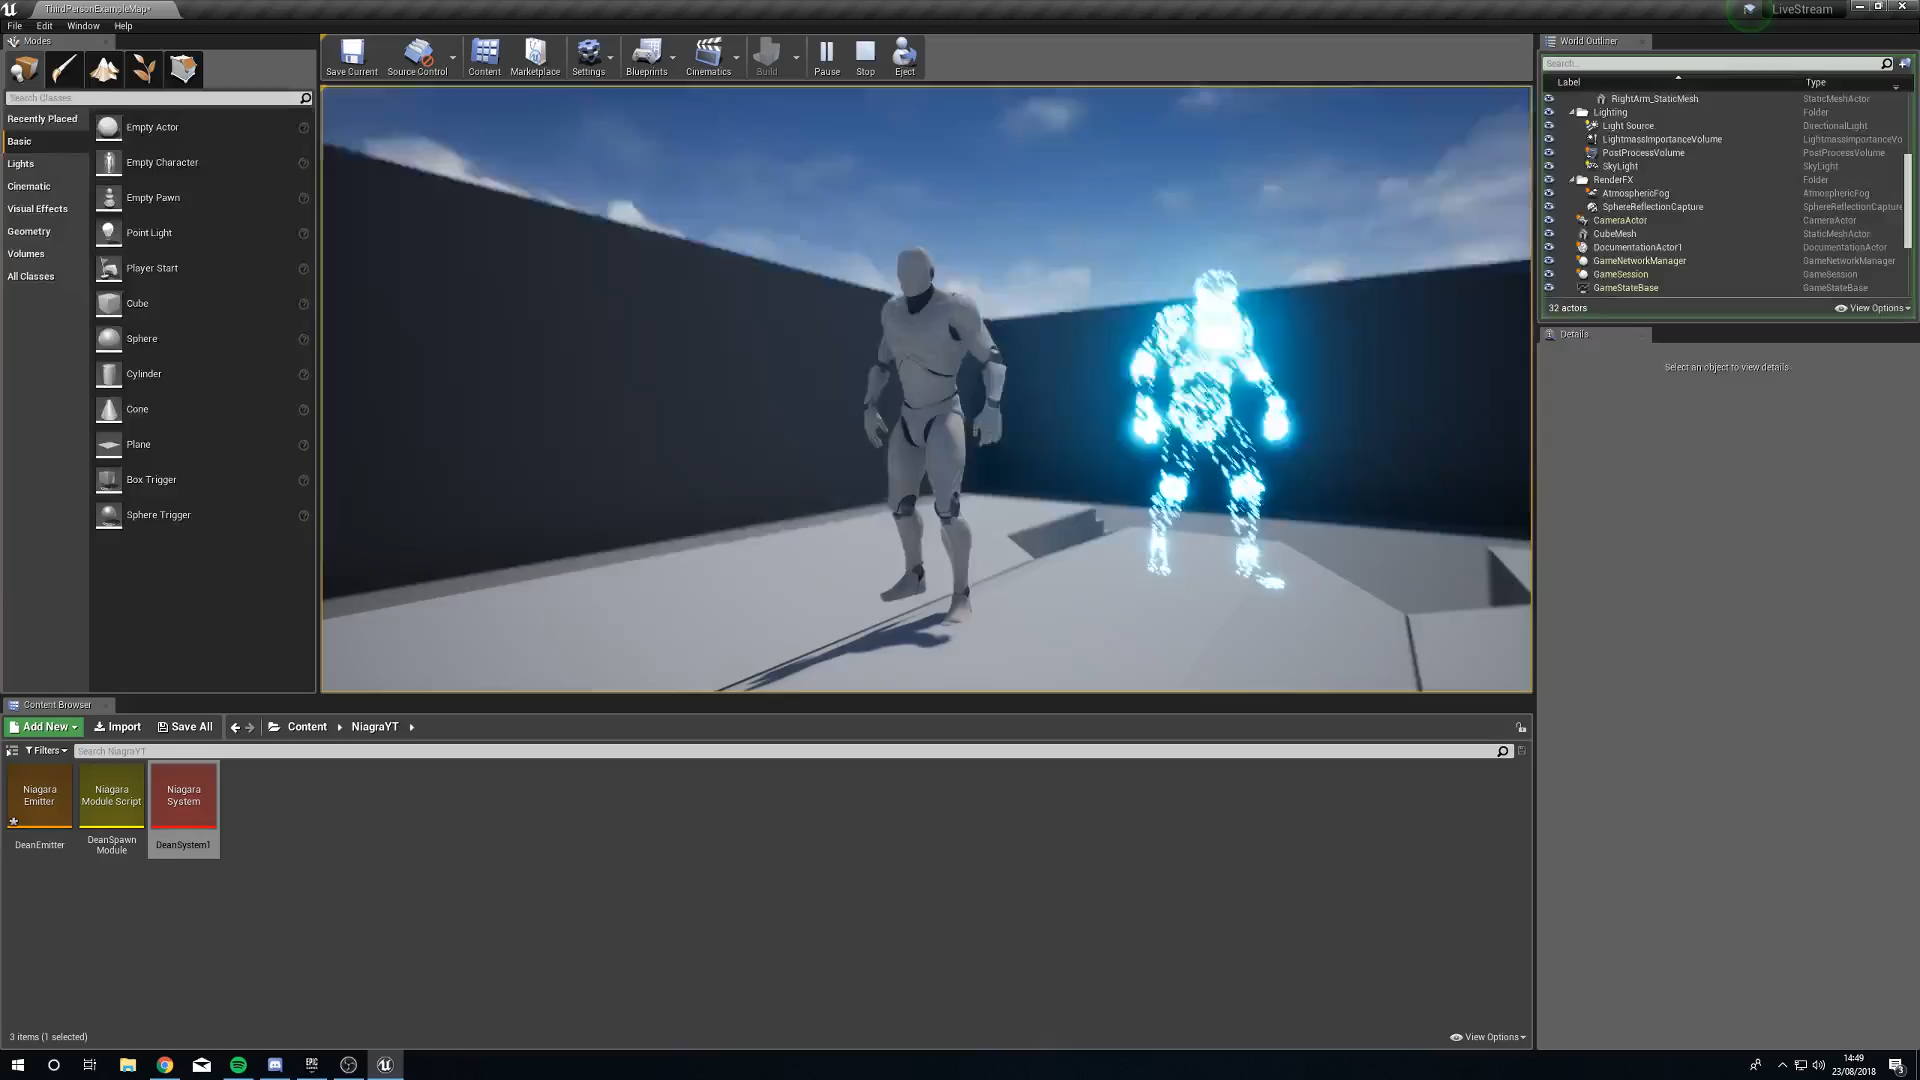 ThirdPersonExampleMap*
LiveStream
File Edit Window Help
Modes
Search Classes
Recently Placed
Basic
Lights
Cinematic
Visual Effects
Geometry
Volumes
All Classes
Empty Actor
Empty Character
Empty Pawn
Point Light
Player Start
Cube
Sphere
Cylinder
Cone
Plane
Box Trigger
Sphere Trigger
Save Current Source Control Content Marketplace Settings Blueprints Cinematics Build Pause Stop Eject
World Outliner
Search...
Label Type
RightArm_StaticMesh StaticMeshActor
Lighting Folder
Light Source DirectionalLight
LightmassImportanceVolume LightmassImportanceVo
PostProcessVolume PostProcessVolume
SkyLight SkyLight
RenderFX Folder
AtmosphericFog AtmosphericFog
SphereReflectionCapture SphereReflectionCapture
CameraActor CameraActor
CubeMesh StaticMeshActor
DocumentationActor1 DocumentationActor
GameNetworkManager GameNetworkManager
GameSession GameSession
GameStateBase GameStateBase
32 actors View Options
Details
Select an object to view details.
Content Browser
Add New Import Save All Content NiagraYT
Filters Search NiagraYT
Niagara Emitter
DeanEmitter
Niagara Module Script
DeanSpawn Module
Niagara System
DeanSystem1
3 items (1 selected) View Options
EPIC GAMES
14:49
23/08/2018
3